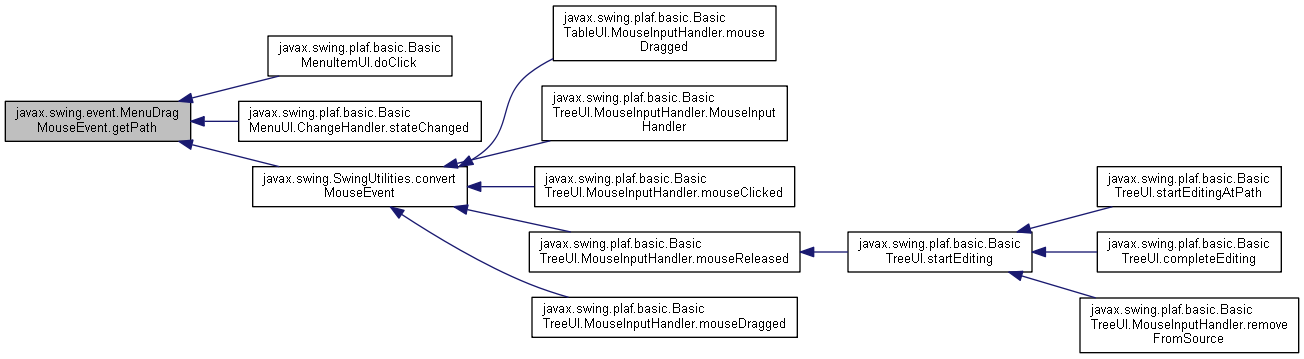 javax.swing.event.MenuDrag
MouseEvent.getPath
javax.swing.plaf.basic.Basic
MenuItemUI.doClick
javax.swing.plaf.basic.Basic
MenuUI.ChangeHandler.stateChanged
javax.swing.SwingUtilities.convert
MouseEvent
javax.swing.plaf.basic.Basic
TableUI.MouseInputHandler.mouse
Dragged
javax.swing.plaf.basic.Basic
TreeUI.MouseInputHandler.MouseInput
Handler
javax.swing.plaf.basic.Basic
TreeUI.MouseInputHandler.mouseClicked
javax.swing.plaf.basic.Basic
TreeUI.MouseInputHandler.mouseReleased
javax.swing.plaf.basic.Basic
TreeUI.MouseInputHandler.mouseDragged
javax.swing.plaf.basic.Basic
TreeUI.startEditing
javax.swing.plaf.basic.Basic
TreeUI.startEditingAtPath
javax.swing.plaf.basic.Basic
TreeUI.completeEditing
javax.swing.plaf.basic.Basic
TreeUI.MouseInputHandler.remove
FromSource